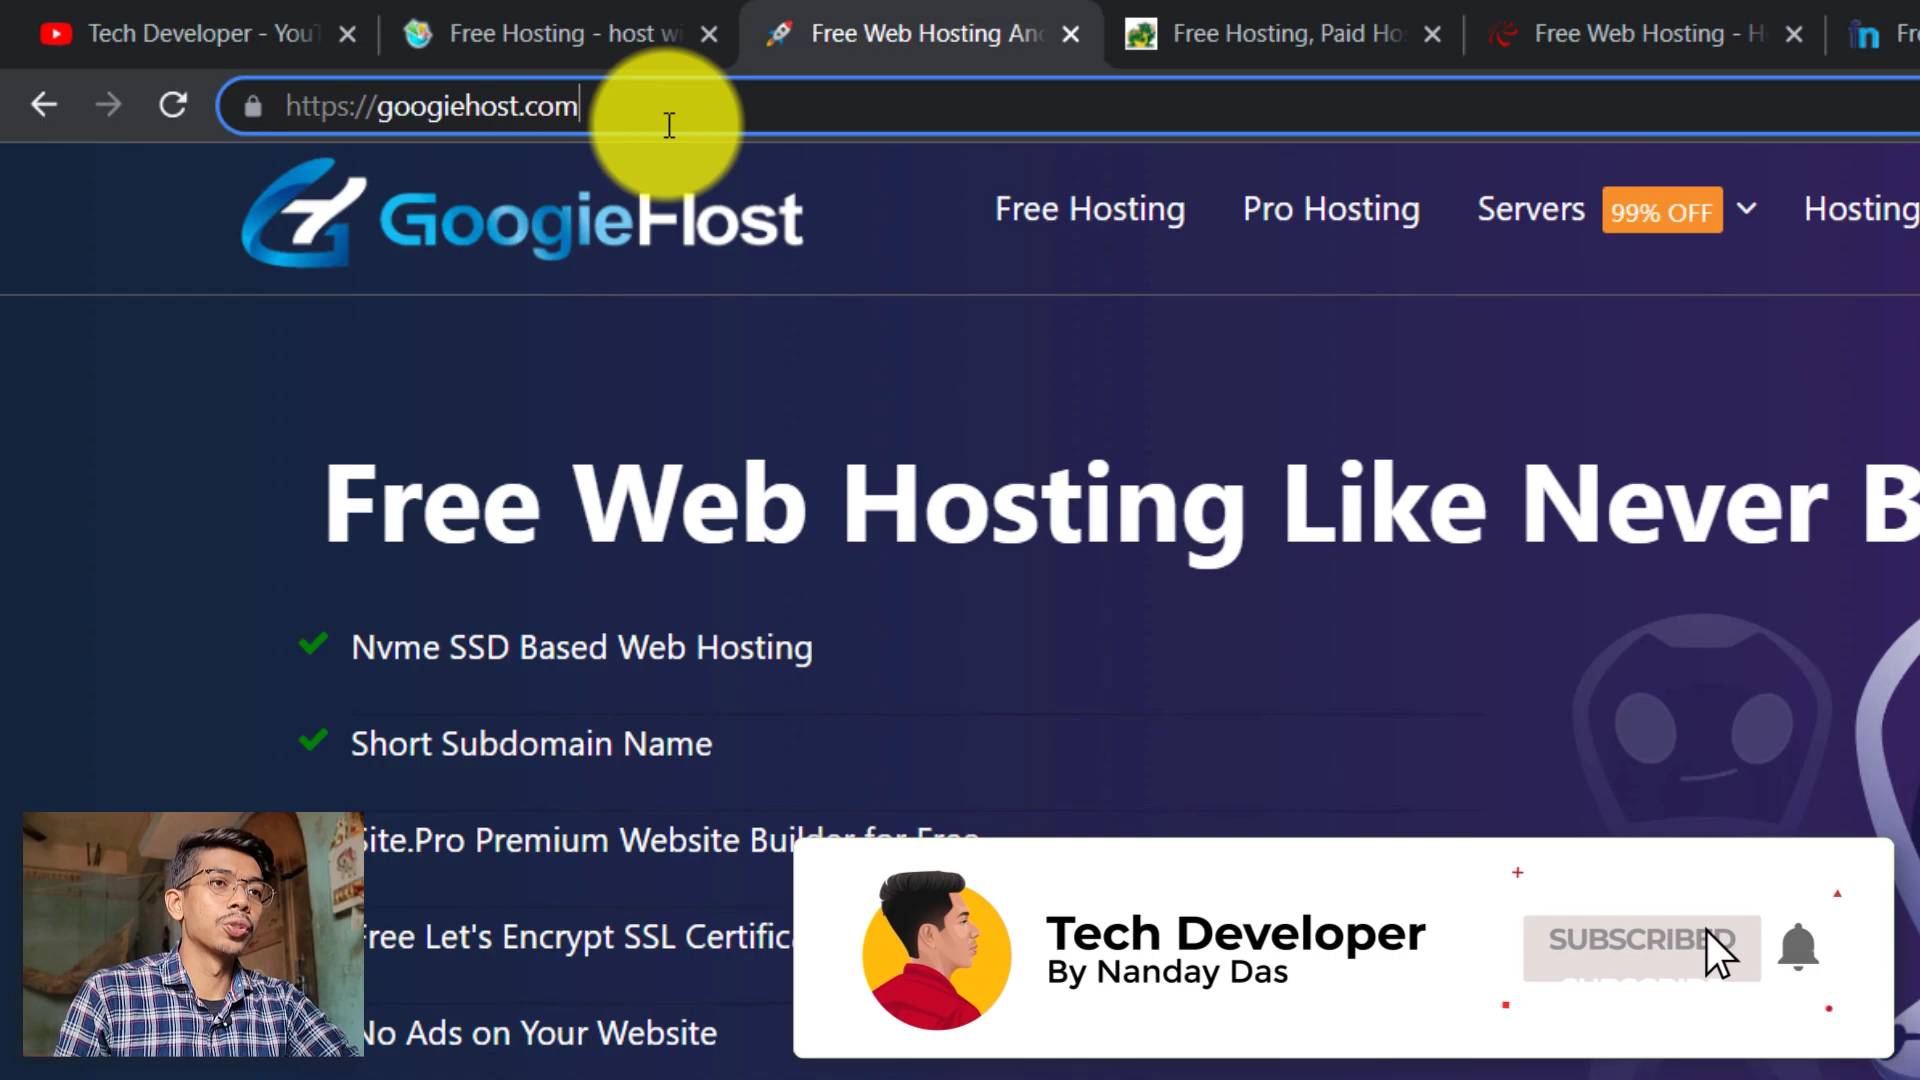 Tech Developer - YouT
Free Hosting - host wi
Free Web Hosting And
Free Hosting, Paid Ho
Free Web Hosting - H
Fr
https://googiehost.com
GoogieHost
Free Hosting
Pro Hosting
Servers
99% OFF
Hosting
Free Web Hosting Like Never B
Nvme SSD Based Web Hosting
Short Subdomain Name
Site.Pro Premium Website Builder for Free
Free Let's Encrypt SSL Certific
No Ads on Your Website
Tech Developer
By Nanday Das
SUBSCRIBED